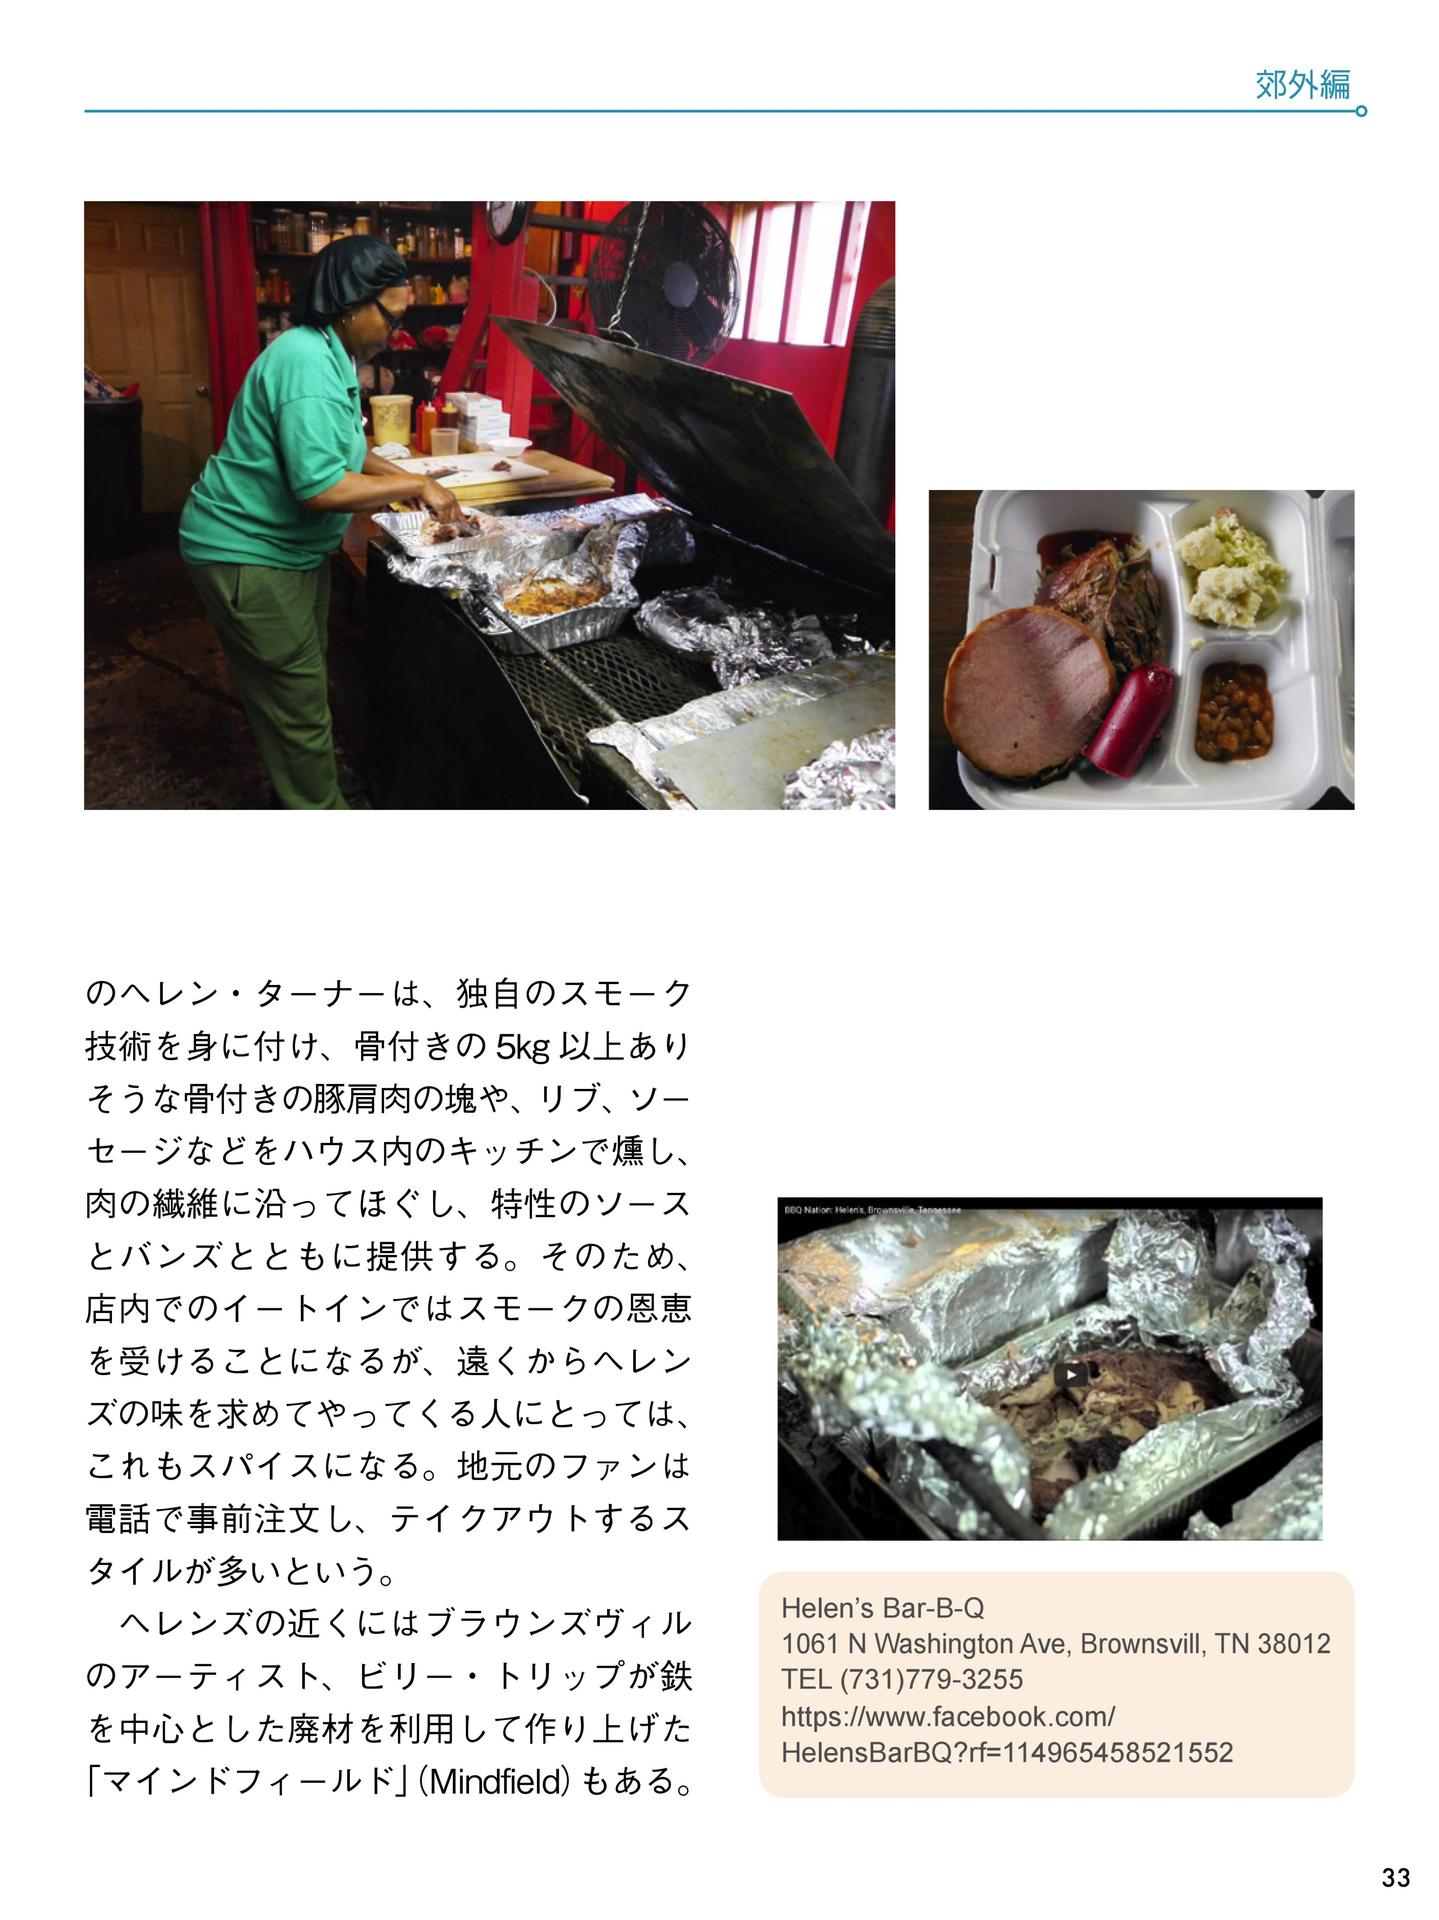 郊外編
のヘレン・ターナーは、独自のスモーク
技術を身に付け、骨付きの 5kg 以上あり
そうな骨付きの豚肩肉の塊や、リブ、ソー
セージなどをハウス内のキッチンで燻し、
肉の繊維に沿ってほぐし、特性のソース
とバンズとともに提供する。そのため、
店内でのイートインではスモークの恩恵
を受けることになるが、遠くからヘレン
ズの味を求めてやってくる人にとっては、
これもスパイスになる。地元のファンは
電話で事前注文し、テイクアウトするス
タイルが多いという。
ヘレンズの近くにはブラウンズヴィル
のアーティスト、ビリー・トリップが鉄
を中心とした廃材を利用して作り上げた
「マインドフィールド」(Mindfield) もある。
BBQ Nation: Helen's, Brownsville, Tennessee
Helen's Bar-B-Q
1061 N Washington Ave, Brownsvill, TN 38012
TEL (731)779-3255
https://www.facebook.com/
HelensBarBQ?rf=114965458521552
33